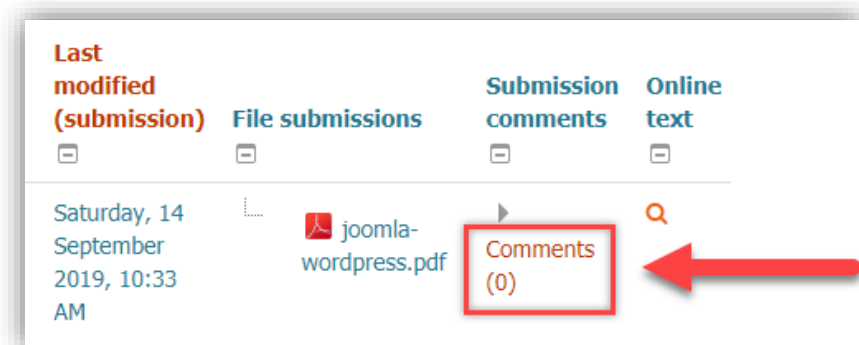 Last
modified
(submission)
File submissions
Submission
comments
Online
text
Saturday, 14
September
2019, 10:33
AM
joomla-
wordpress.pdf
Comments
(0)